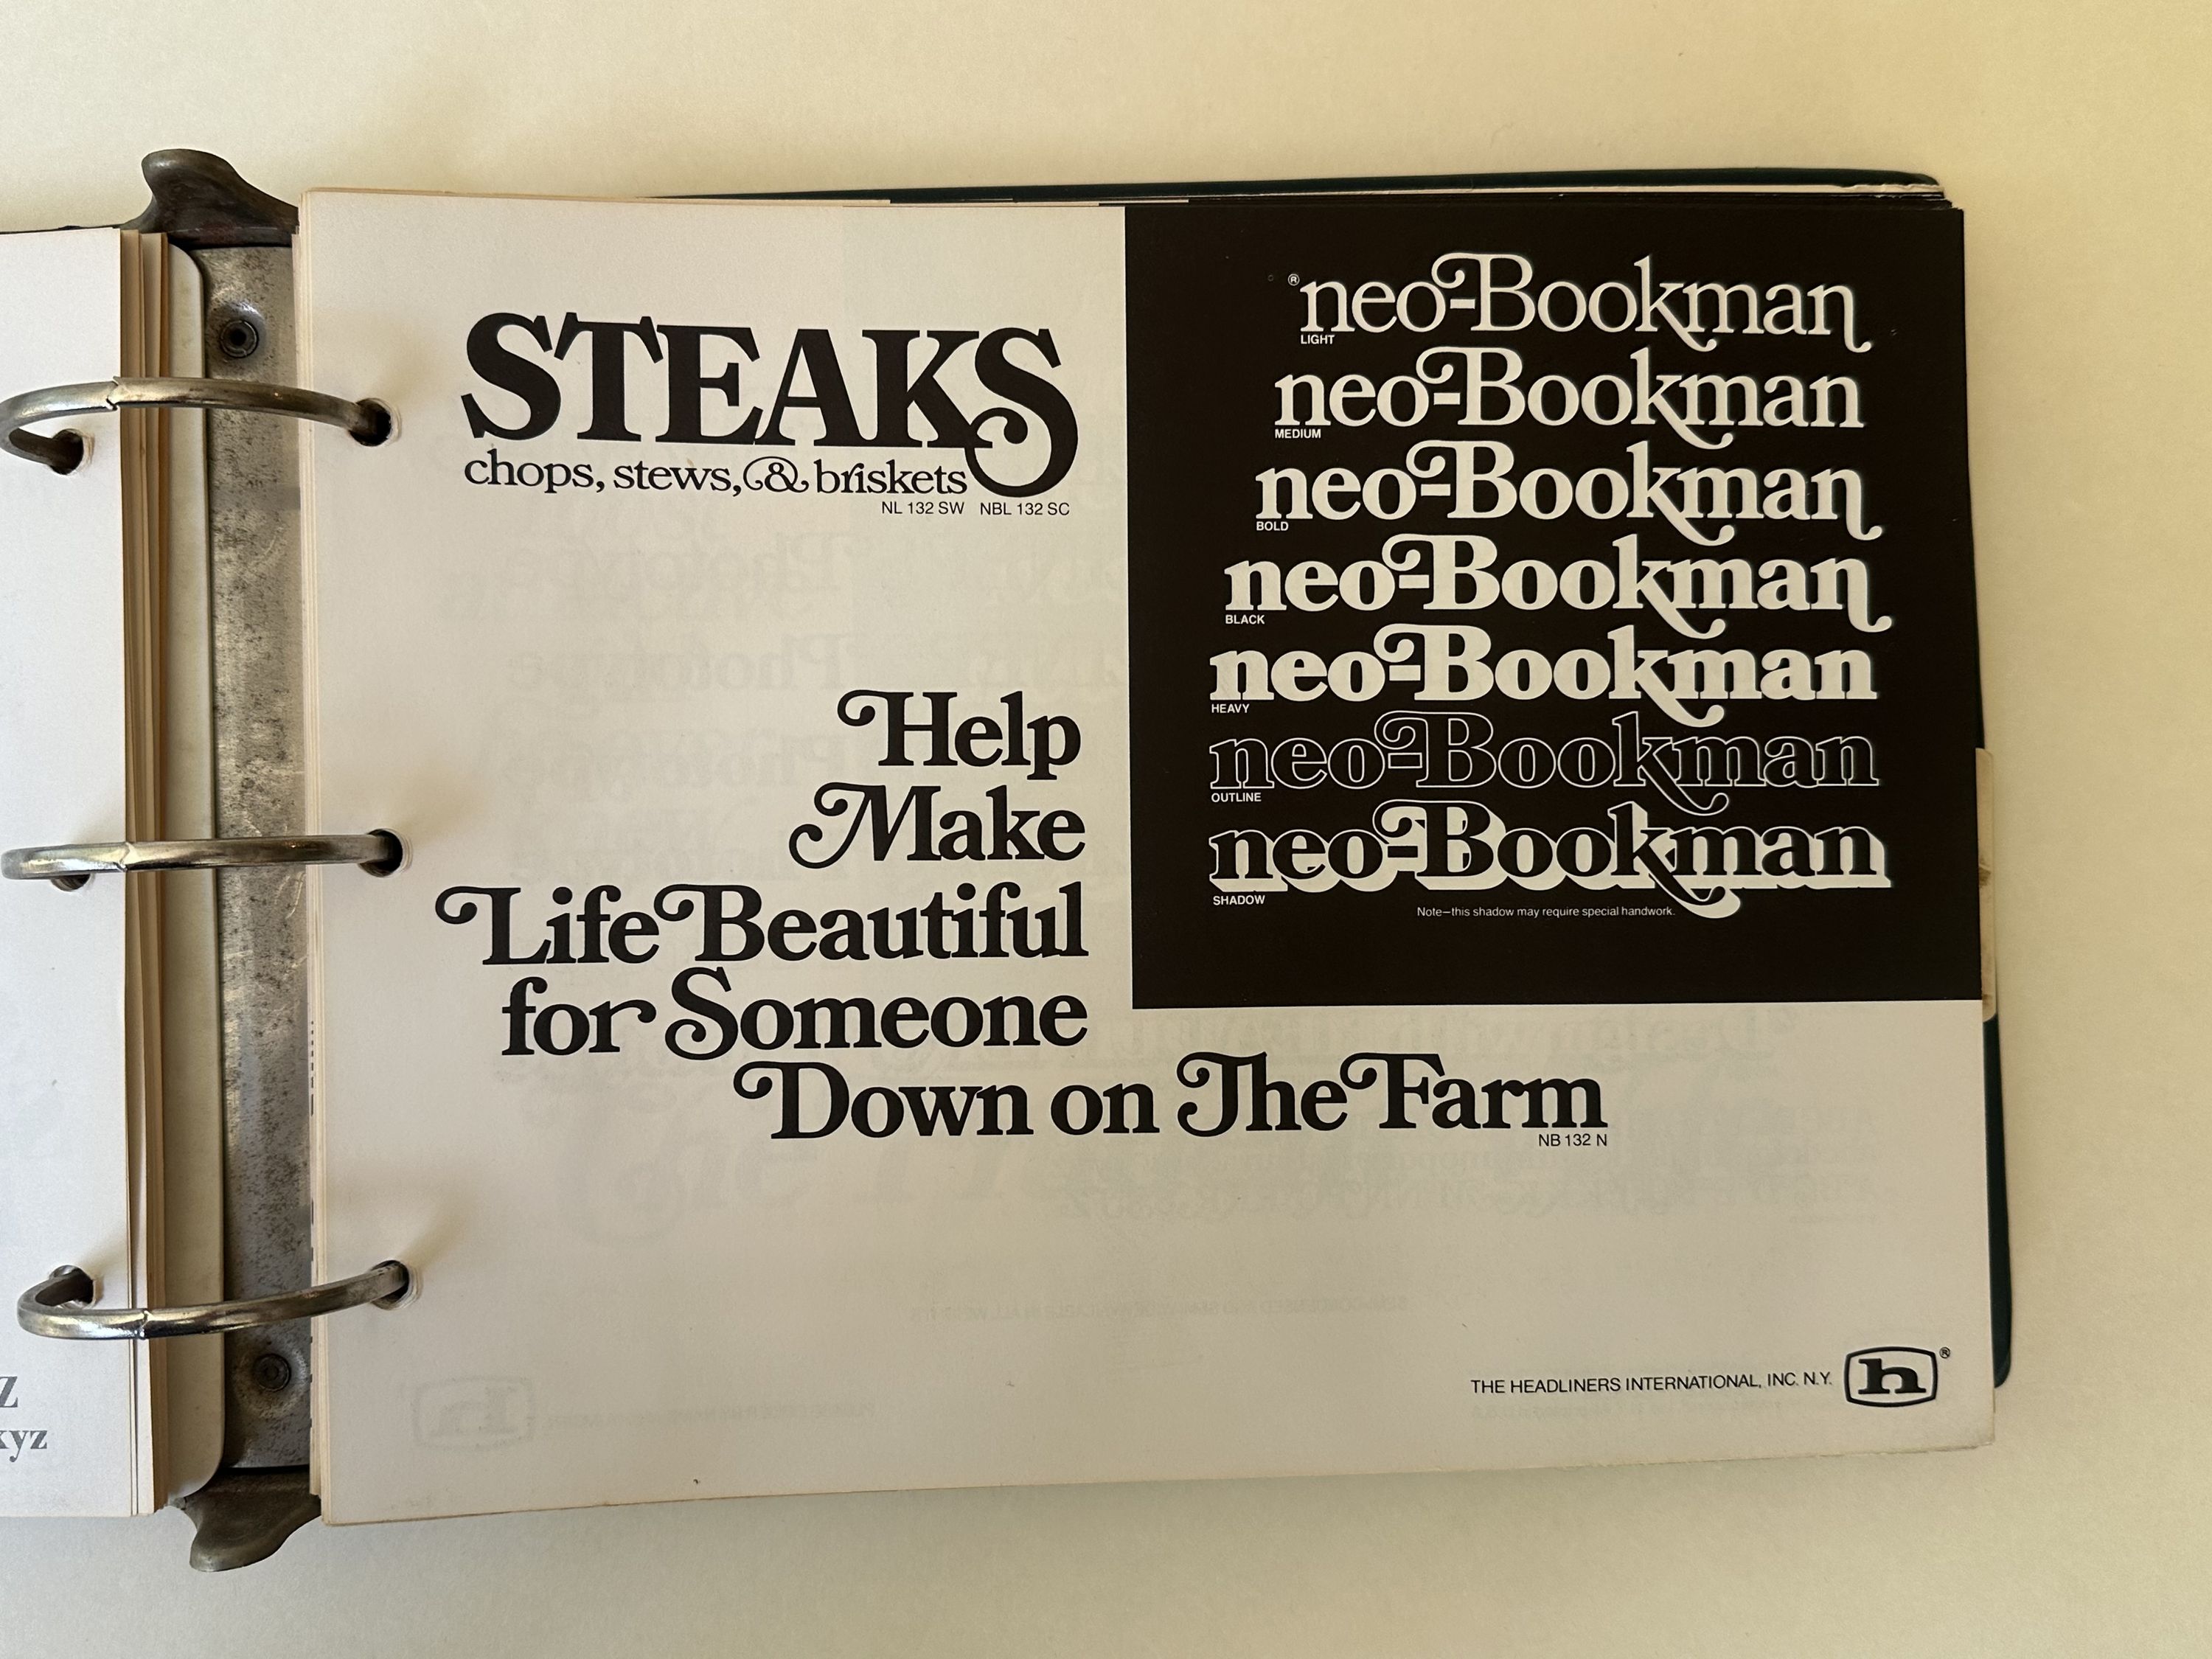 STEAKS
chops, stews, & briskets
NL 132 SW NBL 132 SC
Help
Make
Life Beautiful
for Someone
Down on The Farm
NB 132 N
® neo-Bookman
LIGHT
neo-Bookman
MEDIUM
neo-Bookman
BOLD
neo-Bookman
BLACK
neo-Bookman
HEAVY
neo-Bookman
OUTLINE
neo-Bookman
SHADOW
Note—this shadow may require special handwork.
THE HEADLINERS INTERNATIONAL, INC. N.Y. h ®
z
xyz